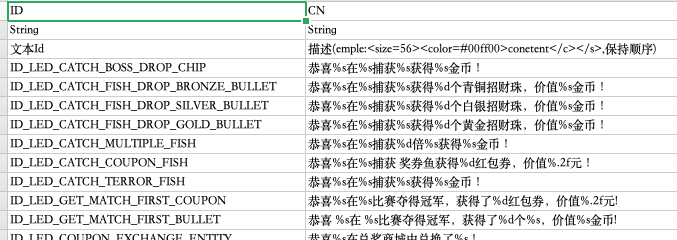 ID CN
String String
文本Id 描述(emple:<size=56><color=#00ff00>conetent</c></s>,保持顺序)
ID_LED_CATCH_BOSS_DROP_CHIP 恭喜%s在%s捕获%s获得%s金币！
ID_LED_CATCH_FISH_DROP_BRONZE_BULLET 恭喜%s在%s捕获%s获得%d个青铜招财珠，价值%s金币！
ID_LED_CATCH_FISH_DROP_SILVER_BULLET 恭喜%s在%s捕获%s获得%d个白银招财珠，价值%s金币！
ID_LED_CATCH_FISH_DROP_GOLD_BULLET 恭喜%s在%s捕获%s获得%d个黄金招财珠，价值%s金币！
ID_LED_CATCH_MULTIPLE_FISH 恭喜%s在%s捕获%d倍%s获得%s金币！
ID_LED_CATCH_COUPON_FISH 恭喜%s在%s捕获 奖券鱼获得%d红包券，价值%.2f元！
ID_LED_CATCH_TERROR_FISH 恭喜%s在%s捕获%s获得%s金币！
ID_LED_GET_MATCH_FIRST_COUPON 恭喜%s在%s比赛夺得冠军，获得了%d红包券，价值%.2f元!
ID_LED_GET_MATCH_FIRST_BULLET 恭喜 %s在 %s比赛夺得冠军，获得了%d个%s，价值%s金币!
ID_LED_COUPON_EXCHANGE_ENTITY 恭喜%s在兑奖商城中兑换了%s！